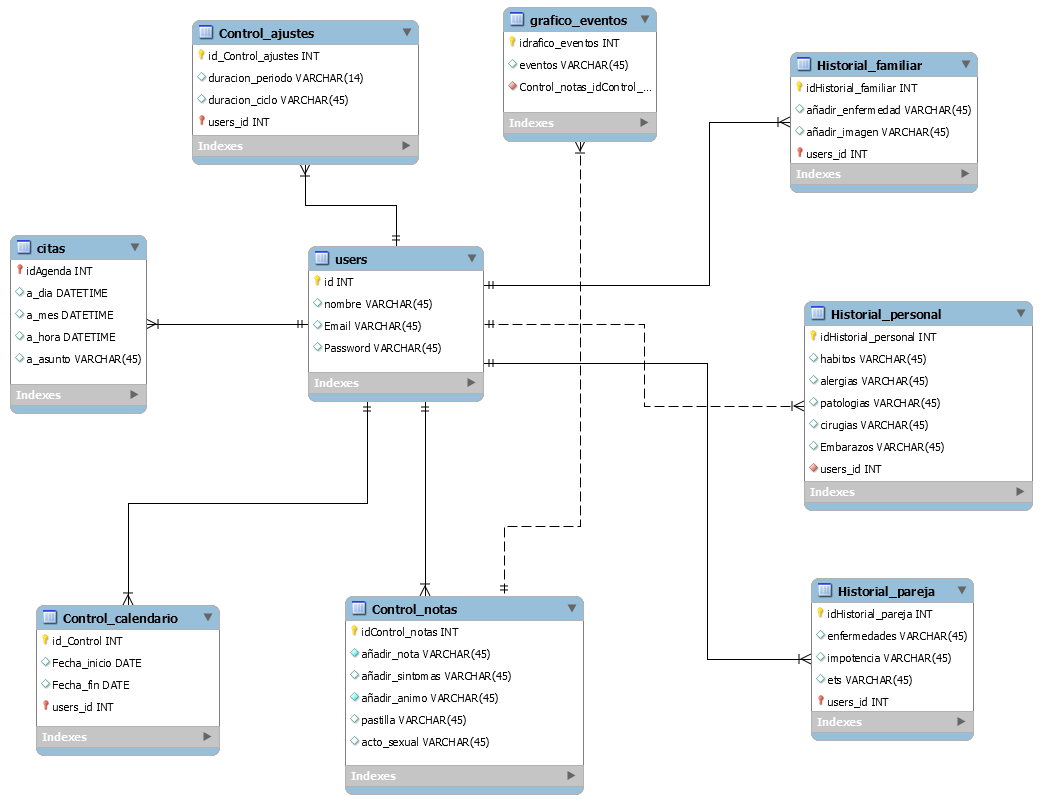 Control_ajustes
id_Control_ajustes INT
duracion_periodo VARCHAR(14)
duracion_ciclo VARCHAR(45)
users_id INT
Indexes
grafico_eventos
idrafico_eventos INT
eventos VARCHAR(45)
Control_notas_idControl_...
Indexes
Historial_familiar
idHistorial_familiar INT
añadir_enfermedad VARCHAR(45)
añadir_imagen VARCHAR(45)
users_id INT
Indexes
citas
idAgenda INT
a_dia DATETIME
a_mes DATETIME
a_hora DATETIME
a_asunto VARCHAR(45)
Indexes
users
id INT
nombre VARCHAR(45)
Email VARCHAR(45)
Password VARCHAR(45)
Indexes
Historial_personal
idHistorial_personal INT
habitos VARCHAR(45)
alergias VARCHAR(45)
patologias VARCHAR(45)
cirugias VARCHAR(45)
Embarazos VARCHAR(45)
users_id INT
Indexes
Control_calendario
id_Control INT
Fecha_inicio DATE
Fecha_fin DATE
users_id INT
Indexes
Control_notas
idControl_notas INT
añadir_nota VARCHAR(45)
añadir_sintomas VARCHAR(45)
añadir_animo VARCHAR(45)
pastilla VARCHAR(45)
acto_sexual VARCHAR(45)
Indexes
Historial_pareja
idHistorial_pareja INT
enfermedades VARCHAR(45)
impotencia VARCHAR(45)
ets VARCHAR(45)
users_id INT
Indexes